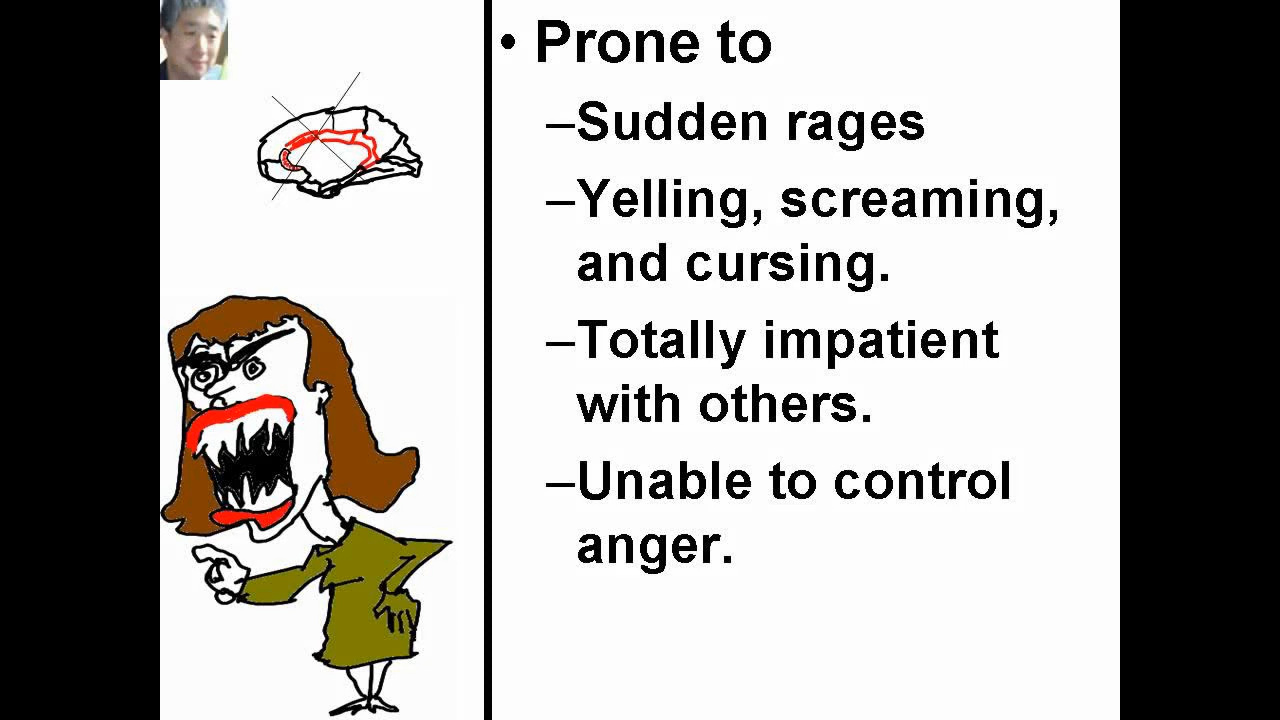 • Prone to
–Sudden rages
–Yelling, screaming,
and cursing.
–Totally impatient
with others.
–Unable to control
anger.